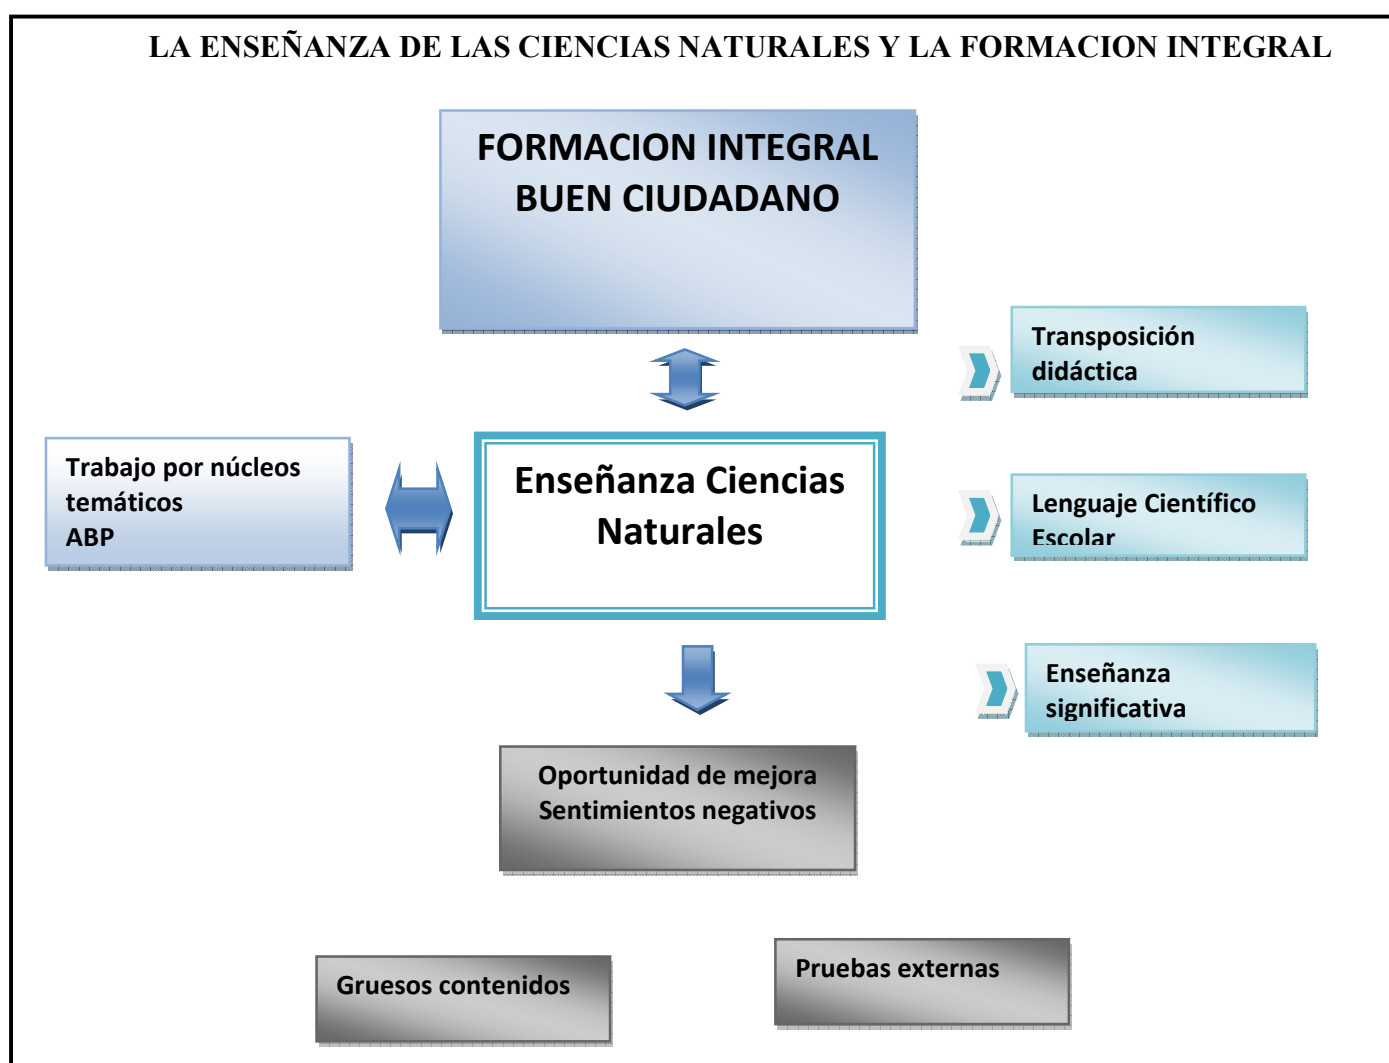 LA ENSEÑANZA DE LAS CIENCIAS NATURALES Y LA FORMACION INTEGRAL
FORMACION INTEGRAL
BUEN CIUDADANO
Transposición
didáctica
Trabajo por núcleos
temáticos
ABP
Enseñanza Ciencias
Naturales
Lenguaje Científico
Escolar
Enseñanza
significativa
Oportunidad de mejora
Sentimientos negativos
Gruesos contenidos
Pruebas externas